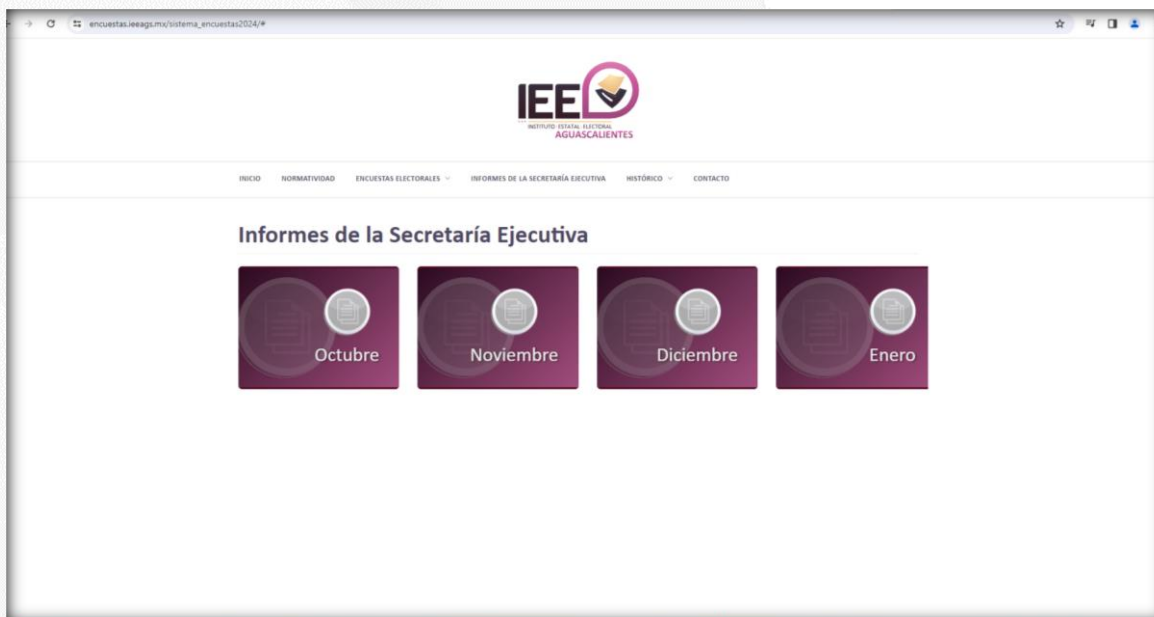 encuestas.ieeags.mx/sistema_encuestas2024/#
IEE
INSTITUTO ESTATAL ELECTORAL
AGUASCALIENTES
INICIO NORMATIVIDAD ENCUESTAS ELECTORALES INFORMES DE LA SECRETARÍA EJECUTIVA HISTÓRICO CONTACTO
Informes de la Secretaría Ejecutiva
Octubre Noviembre Diciembre Enero